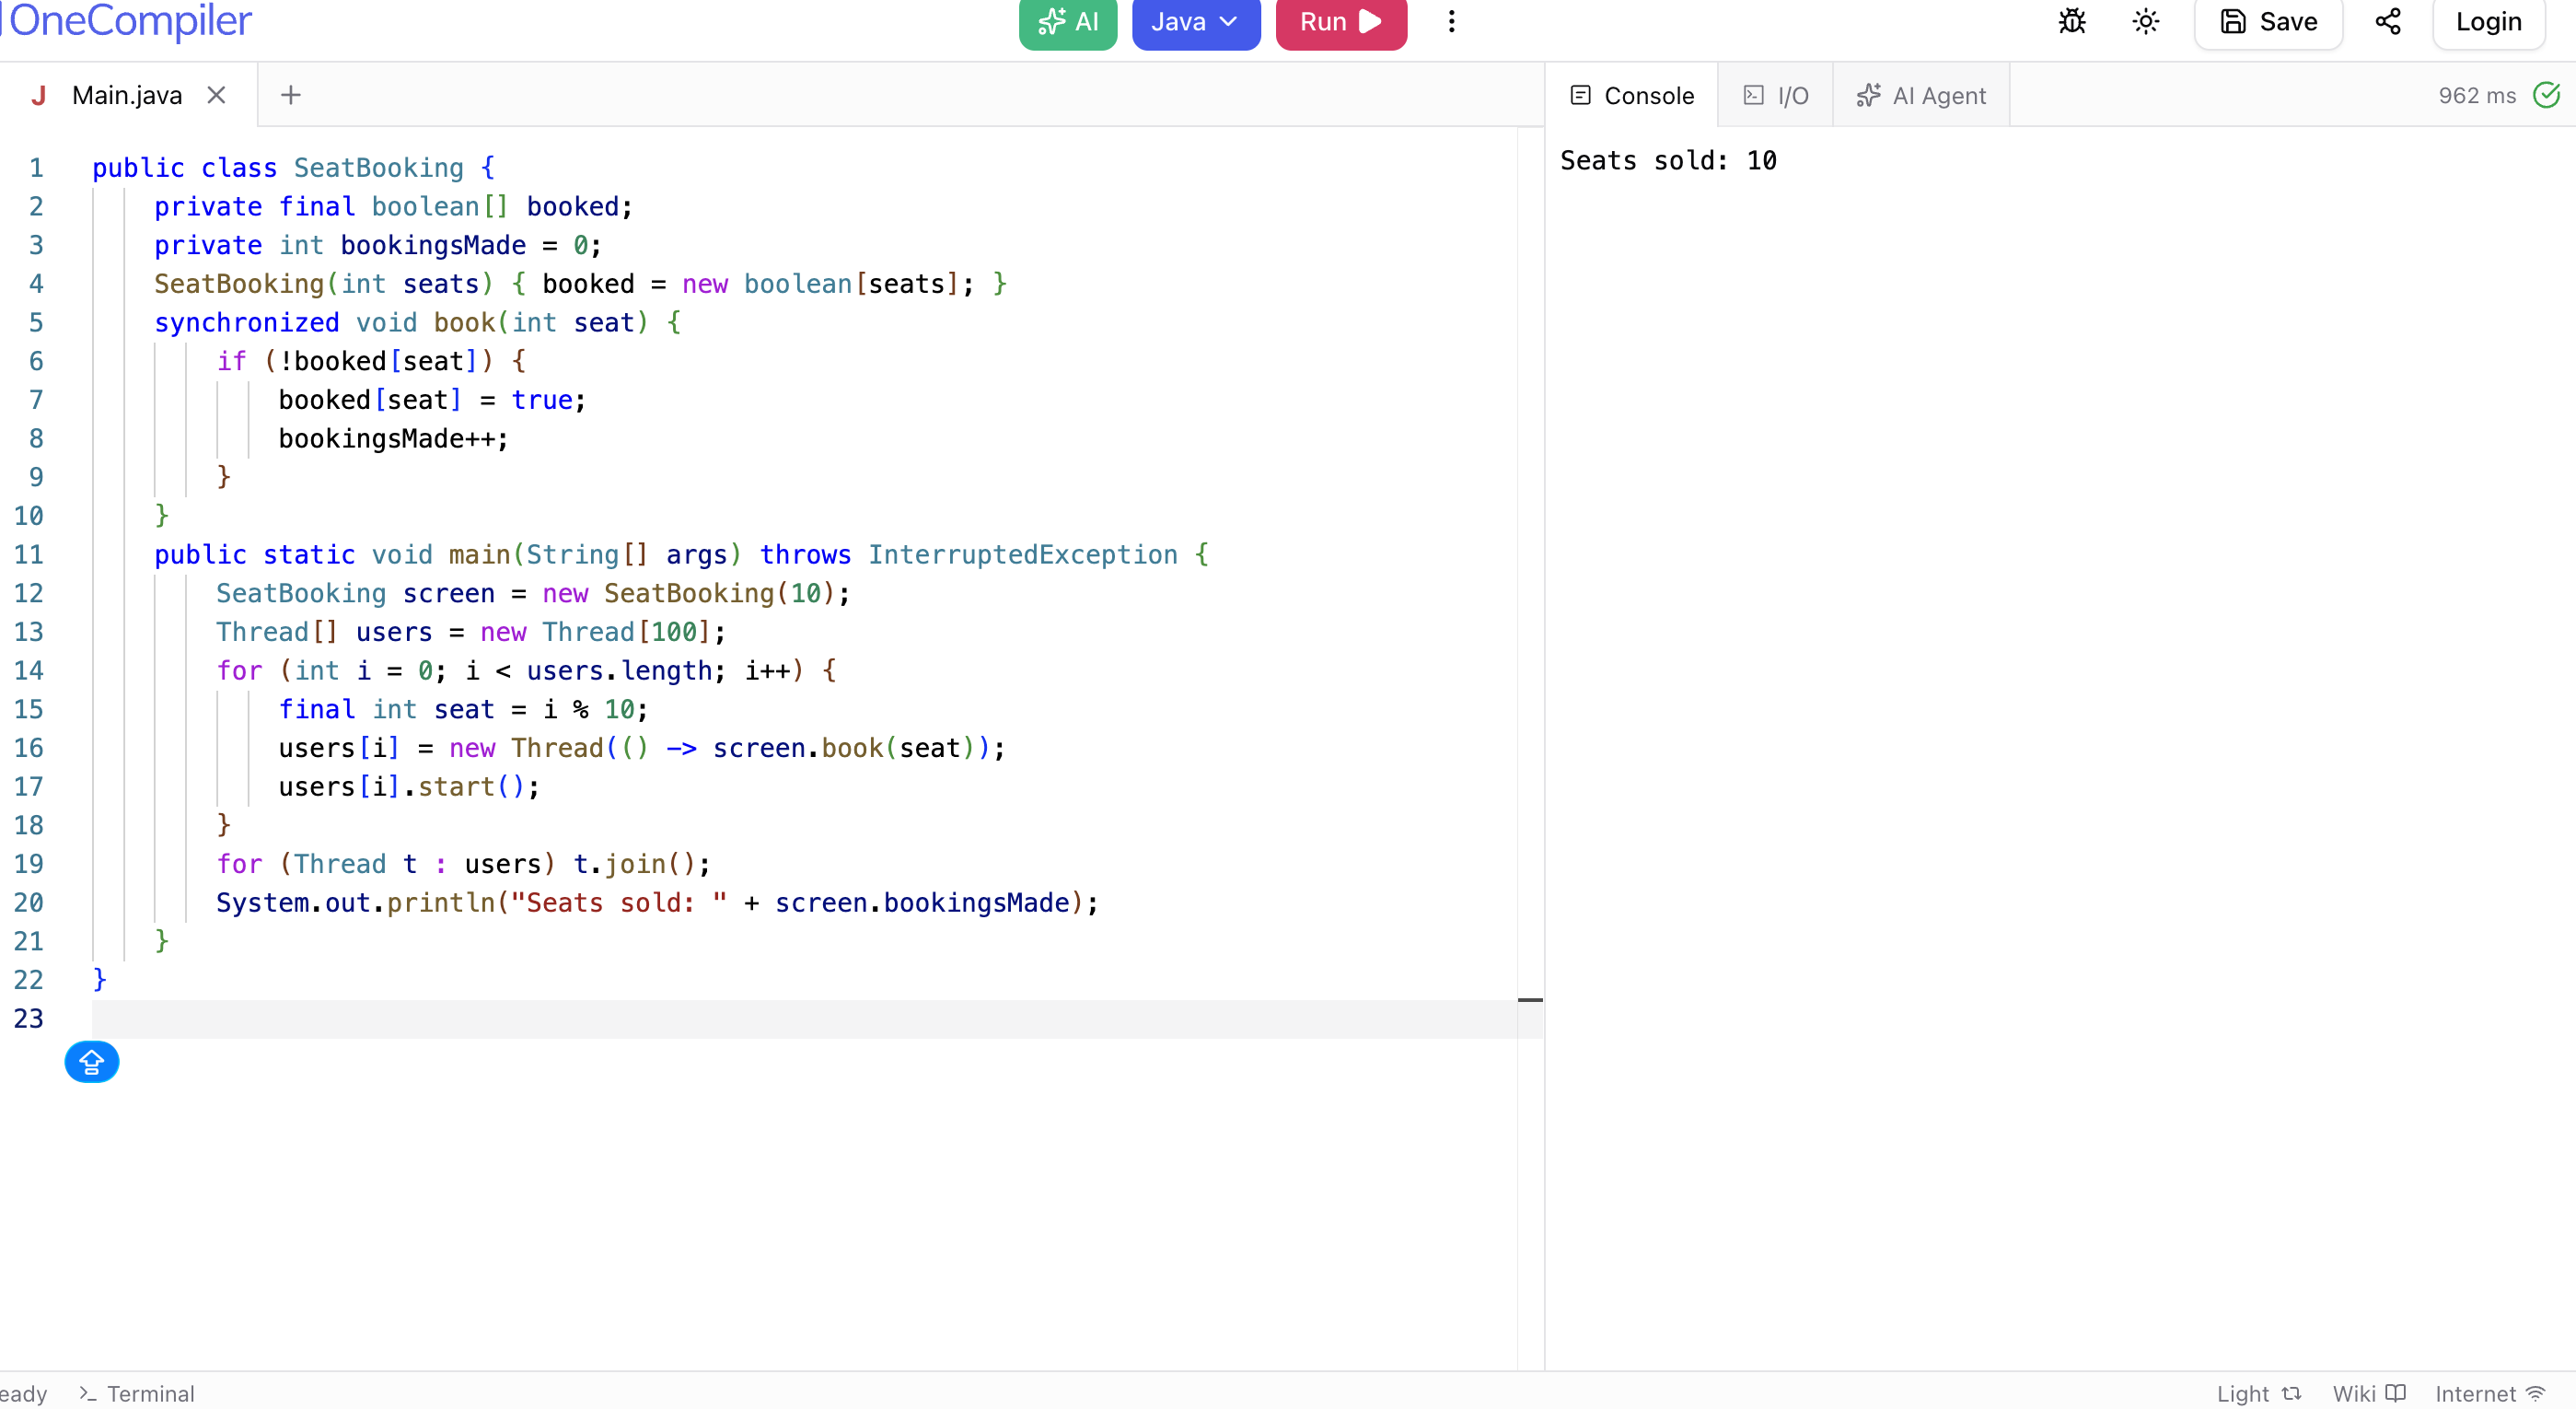 OneCompiler
AI
Java
Run
Save
Login
J Main.java
Console
I/O
AI Agent
962 ms
1 public class SeatBooking {
2     private final boolean[] booked;
3     private int bookingsMade = 0;
4     SeatBooking(int seats) { booked = new boolean[seats]; }
5     synchronized void book(int seat) {
6         if (!booked[seat]) {
7             booked[seat] = true;
8             bookingsMade++;
9         }
10     }
11     public static void main(String[] args) throws InterruptedException {
12         SeatBooking screen = new SeatBooking(10);
13         Thread[] users = new Thread[100];
14         for (int i = 0; i < users.length; i++) {
15             final int seat = i % 10;
16             users[i] = new Thread(() -> screen.book(seat));
17             users[i].start();
18         }
19         for (Thread t : users) t.join();
20         System.out.println("Seats sold: " + screen.bookingsMade);
21     }
22 }
23
Seats sold: 10
eady
Terminal
Light
Wiki
Internet